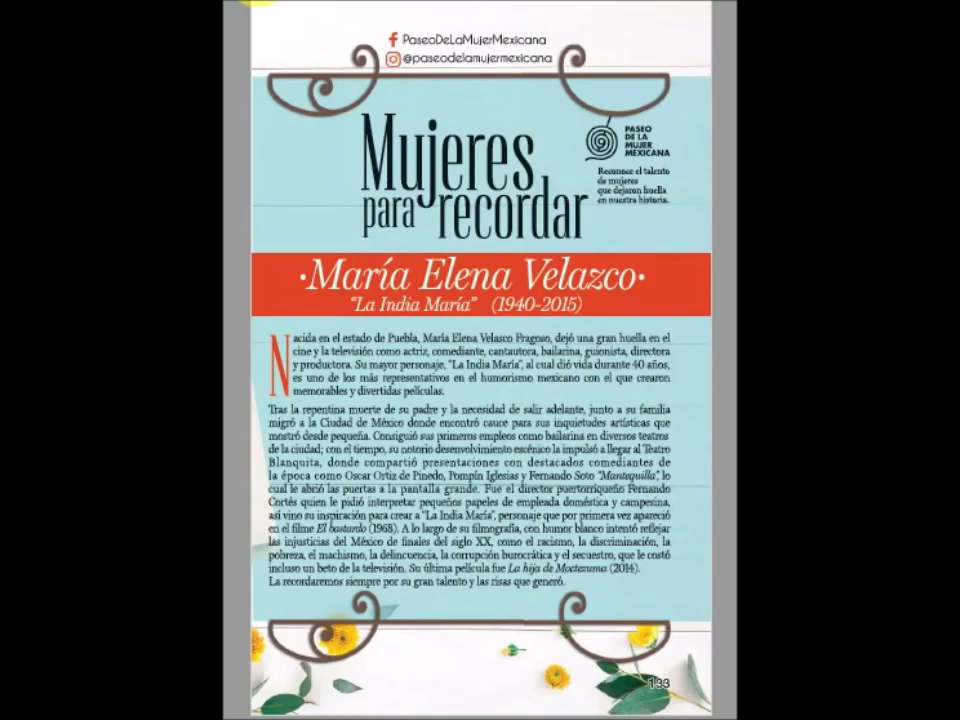 PaseoDeLaMujerMexicana
@paseodelamujermexicana
Mujeres
para recordar
PASEO
DE LA
MUJER
MEXICANA
Reconoce el talento
de mujeres
que dejaron huella
en nuestra historia.
·María Elena Velazco·
"La India María" (1940-2015)
Nacida en el estado de Puebla, María Elena Velasco Fragoso, dejó una gran huella en el
cine y la televisión como actriz, comediante, cantautora, bailarina, guionista, directora
y productora. Su mayor personaje, "La India María", al cual dió vida durante 40 años,
es uno de los más representativos en el humorismo mexicano con el que crearon
memorables y divertidas películas.
Tras la repentina muerte de su padre y la necesidad de salir adelante, junto a su familia
migró a la Ciudad de México donde encontró cauce para sus inquietudes artísticas que
mostró desde pequeña. Consiguió sus primeros empleos como bailarina en diversos teatros
de la ciudad; con el tiempo, su notorio desenvolvimiento escénico la impulsó a llegar al Teatro
Blanquita, donde compartió presentaciones con destacados comediantes de
la época como Oscar Ortiz de Pinedo, Pompín Iglesias y Fernando Soto "Mantequilla", lo
cual le abrió las puertas a la pantalla grande. Fue el director puertorriqueño Fernando
Cortés quien le pidió interpretar pequeños papeles de empleada doméstica y campesina,
así vino su inspiración para crear a "La India María", personaje que por primera vez apareció
en el filme El bastardo (1968). A lo largo de su filmografía, con humor blanco intentó reflejar
las injusticias del México de finales del siglo XX, como el racismo, la discriminación, la
pobreza, el machismo, la delincuencia, la corrupción burocrática y el secuestro, que le costó
incluso un beto de la televisión. Su última película fue La hija de Moctezuma (2014).
La recordaremos siempre por su gran talento y las risas que generó.
133